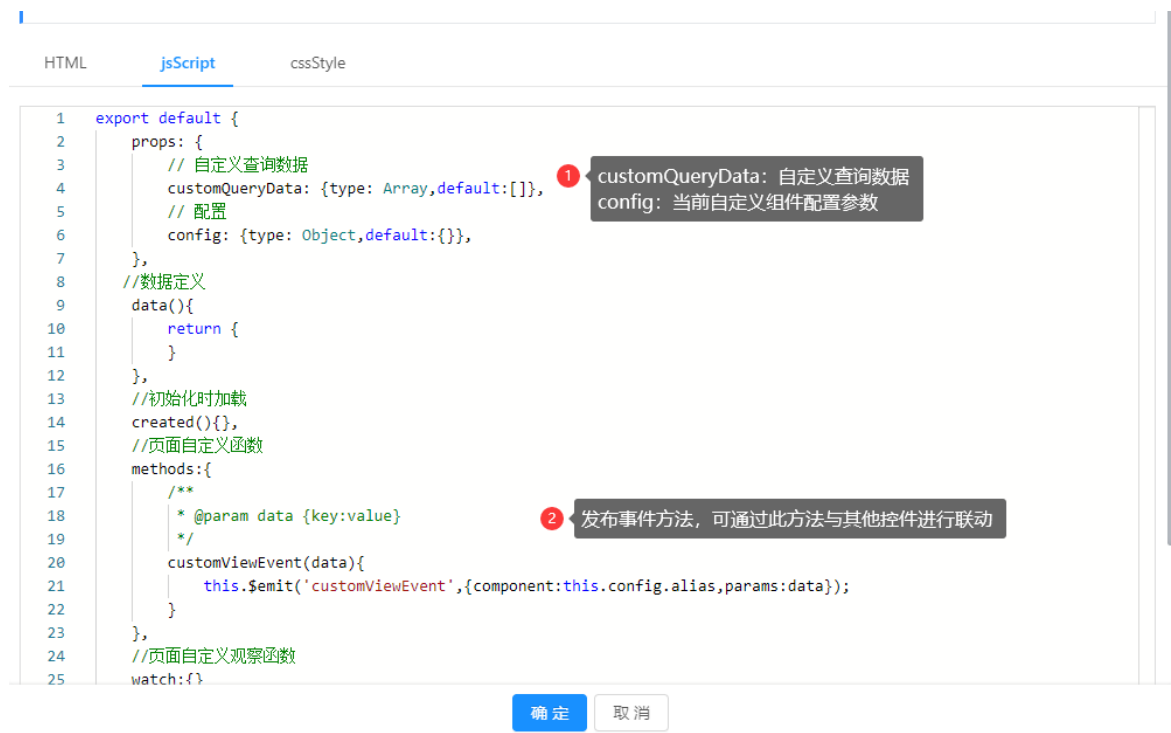 HTML jsScript cssStyle
1 export default {
2 props: {
3 // 自定义查询数据
4 customQueryData: {type: Array,default:[]},
5 // 配置
6 config: {type: Object,default:{}},
7 },
8 //数据定义
9 data(){
10 return {
11 }
12 },
13 //初始化时加载
14 created(){},
15 //页面自定义函数
16 methods:{
17 /**
18 * @param data {key:value}
19 */
20 customViewEvent(data){
21 this.$emit('customViewEvent',{component:this.config.alias,params:data});
22 }
23 },
24 //页面自定义观察函数
25 watch:{}
1 customQueryData：自定义查询数据
config：当前自定义组件配置参数
2 发布事件方法，可通过此方法与其他控件进行联动
确定 取消